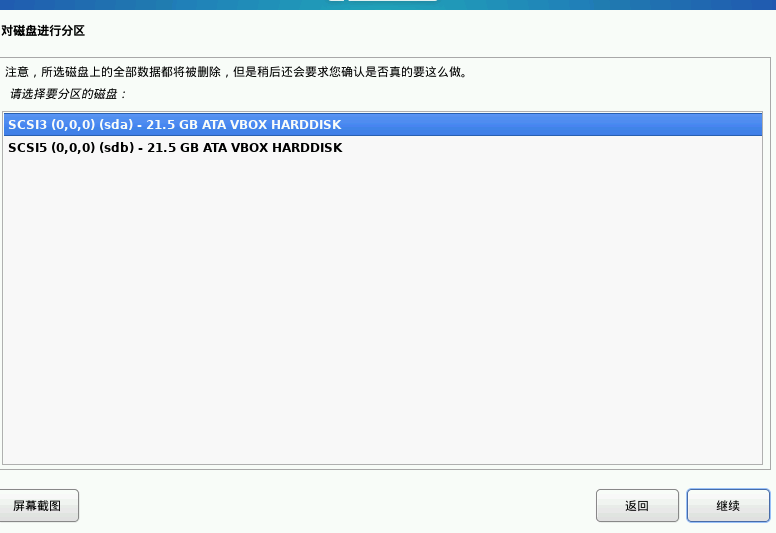 对磁盘进行分区
注意，所选磁盘上的全部数据都将被删除，但是稍后还会要求您确认是否真的要这么做。
请选择要分区的磁盘：
SCSI3 (0,0,0) (sda) - 21.5 GB ATA VBOX HARDDISK
SCSI5 (0,0,0) (sdb) - 21.5 GB ATA VBOX HARDDISK
屏幕截图
返回
继续